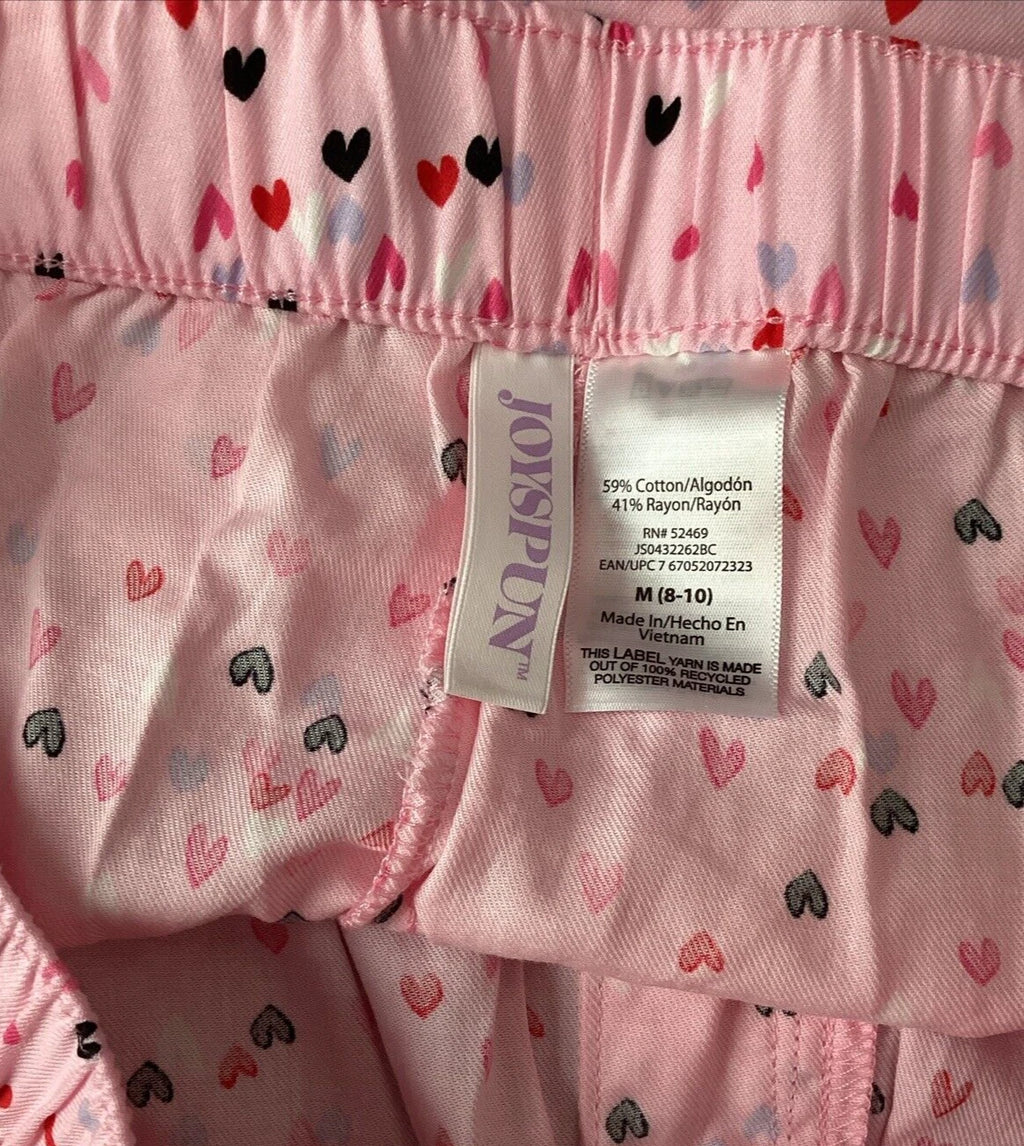 JOYSPUN™
59% Cotton/Algodón
41% Rayon/Rayón
RN# 52469
JS0432262BC
EAN/UPC 7 67052072323
M (8-10)
Made In/Hecho En
Vietnam
THIS LABEL YARN IS MADE
OUT OF 100% RECYCLED
POLYESTER MATERIALS